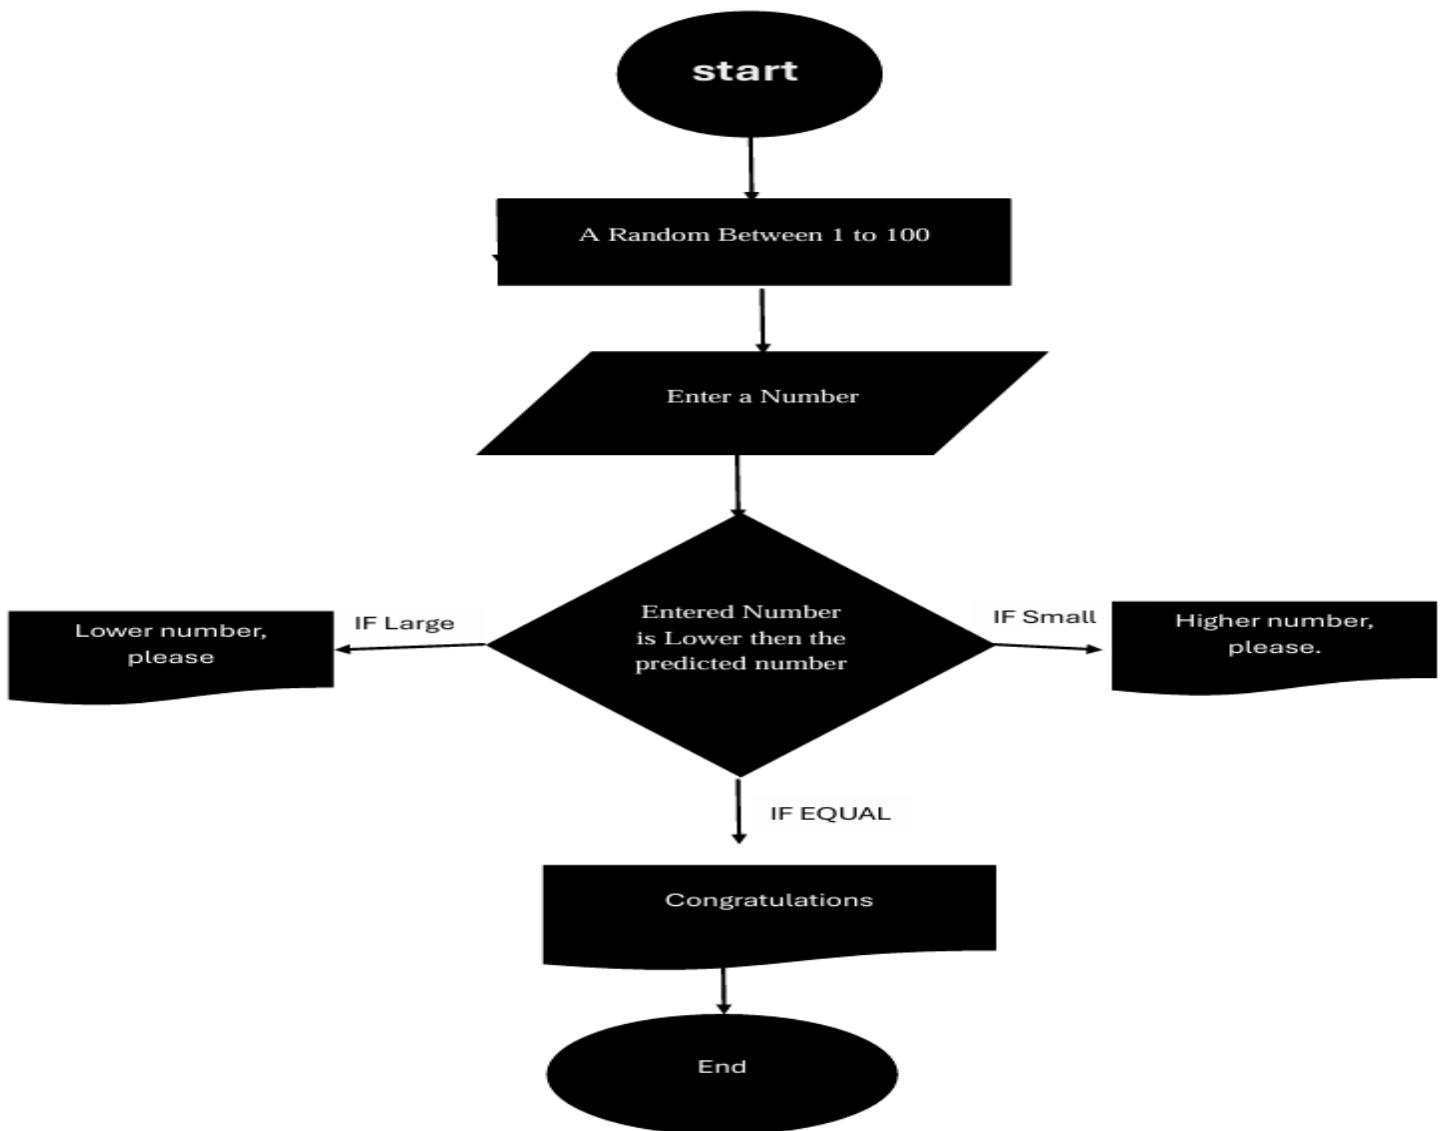 start
A Random Between 1 to 100
Enter a Number
Entered Number
is Lower then the
predicted number
IF Large
Lower number,
please
IF Small
Higher number,
please.
IF EQUAL
Congratulations
End